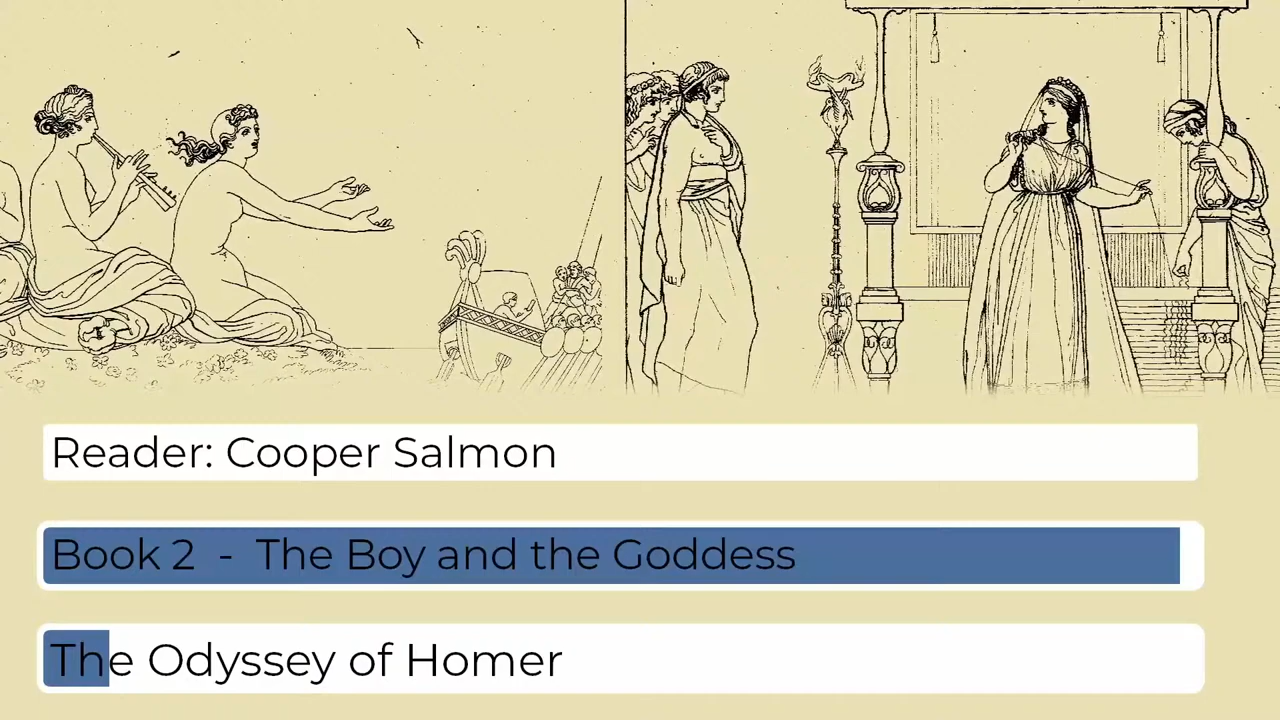 Reader: Cooper Salmon
Book 2 - The Boy and the Goddess
The Odyssey of Homer